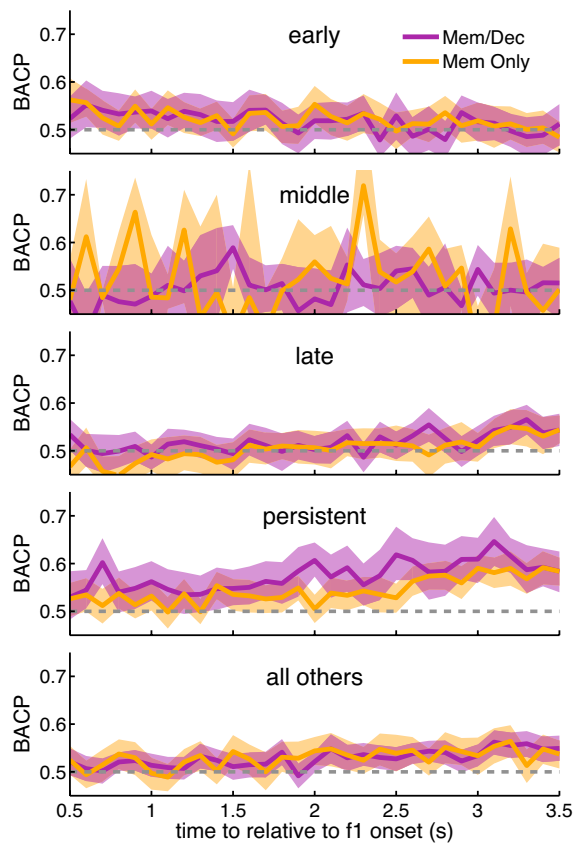 early
Mem/Dec
Mem Only
BACP
0.7
0.6
0.5
middle
BACP
0.7
0.6
0.5
late
BACP
0.7
0.6
0.5
persistent
BACP
0.7
0.6
0.5
all others
BACP
0.7
0.6
0.5
0.5 1 1.5 2 2.5 3 3.5
time to relative to f1 onset (s)